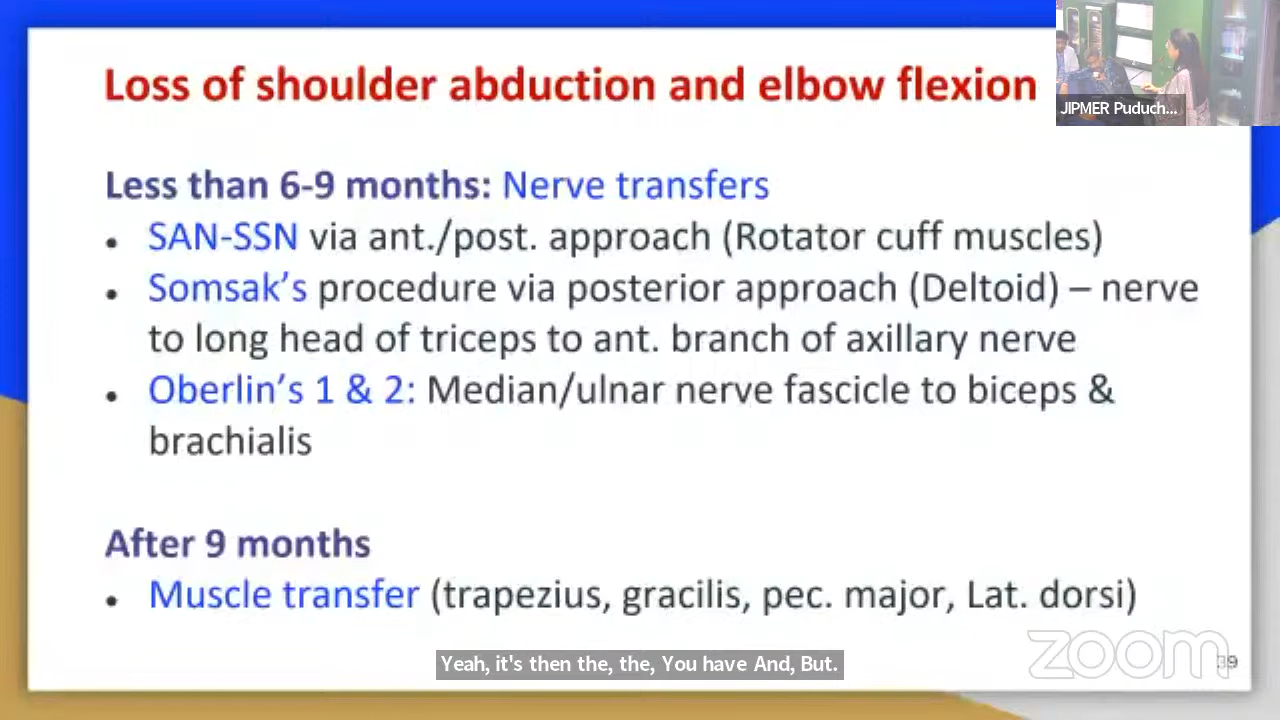 Loss of shoulder abduction and elbow flexion
JIPMER Puduch...
Less than 6-9 months: Nerve transfers
• SAN-SSN via ant./post. approach (Rotator cuff muscles)
• Somsak’s procedure via posterior approach (Deltoid) – nerve
to long head of triceps to ant. branch of axillary nerve
• Oberlin’s 1 & 2: Median/ulnar nerve fascicle to biceps &
brachialis
After 9 months
• Muscle transfer (trapezius, gracilis, pec. major, Lat. dorsi)
Yeah, it's then the, the, You have And, But.
zoom
39